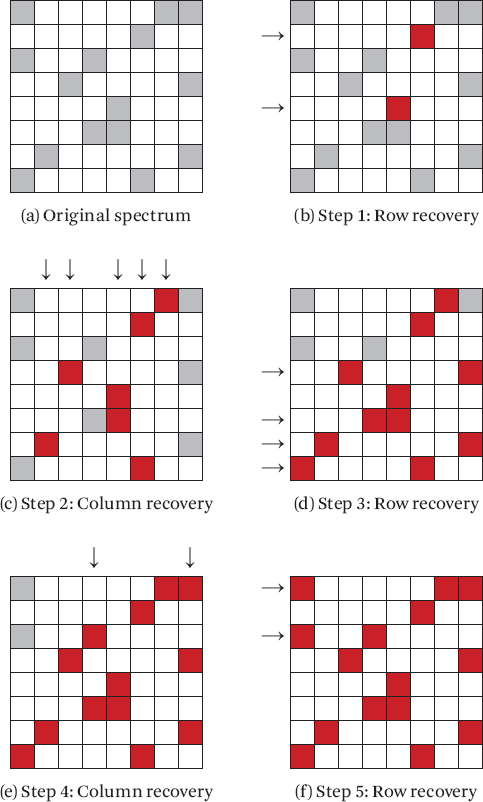 (a) Original spectrum
(b) Step 1: Row recovery
(c) Step 2: Column recovery
(d) Step 3: Row recovery
(e) Step 4: Column recovery
(f) Step 5: Row recovery